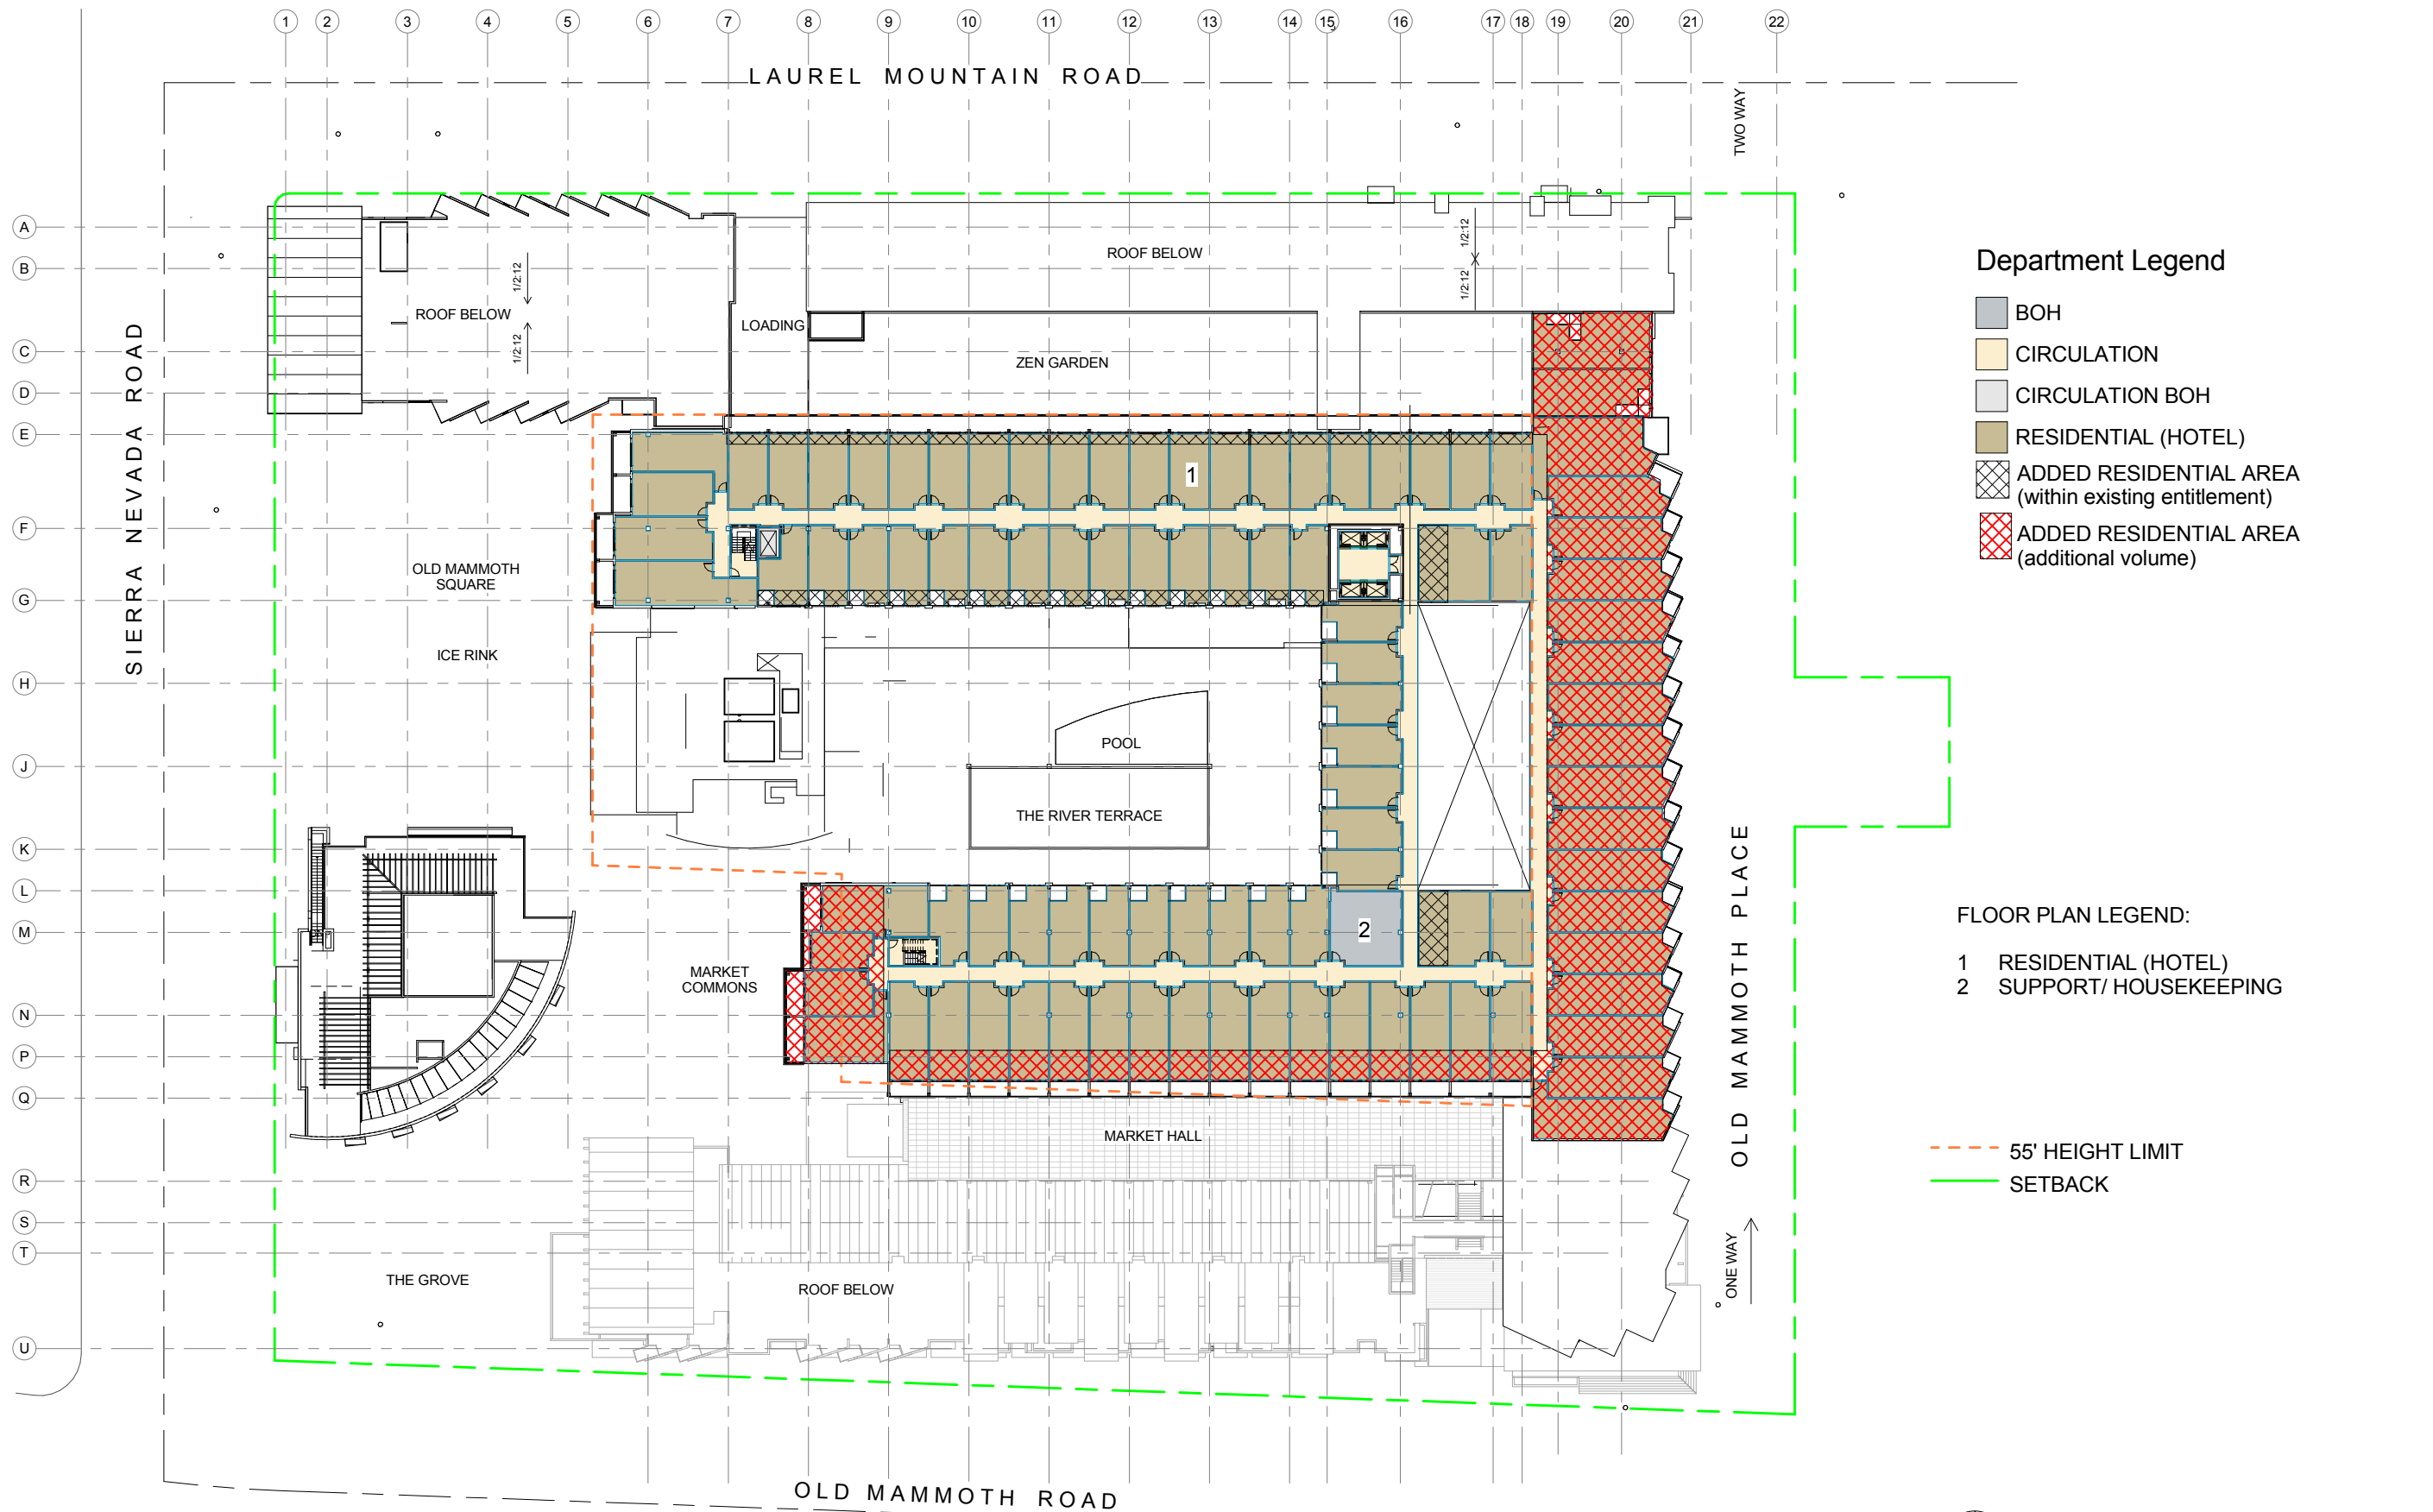 1 2 3 4 5 6 7 8 9 10 11 12 13 14 15 16 17 18 19 20 21 22
LAUREL MOUNTAIN ROAD
TWO WAY
A
B
C
D
E
F
G
H
J
K
L
M
N
P
Q
R
S
T
U
SIERRA NEVADA ROAD
ROOF BELOW
1/2:12
1/2:12
ROOF BELOW
1/2:12
1/2:12
LOADING
ZEN GARDEN
1
OLD MAMMOTH
SQUARE
ICE RINK
POOL
THE RIVER TERRACE
2
MARKET
COMMONS
MARKET HALL
THE GROVE
ROOF BELOW
OLD MAMMOTH PLACE
ONE WAY
OLD MAMMOTH ROAD
Department Legend
BOH
CIRCULATION
CIRCULATION BOH
RESIDENTIAL (HOTEL)
ADDED RESIDENTIAL AREA
(within existing entitlement)
ADDED RESIDENTIAL AREA
(additional volume)
FLOOR PLAN LEGEND:
1 RESIDENTIAL (HOTEL)
2 SUPPORT/ HOUSEKEEPING
55' HEIGHT LIMIT
SETBACK